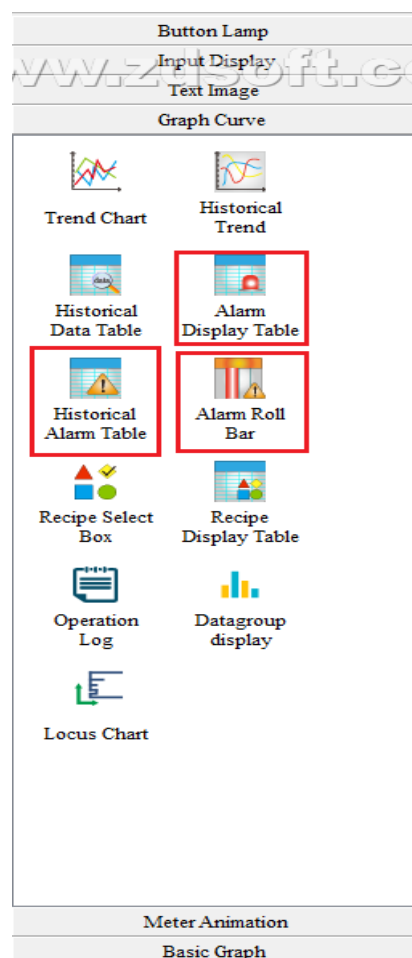 Button Lamp
Input Display
www.zdsoft.co
Text Image
Graph Curve
Trend Chart
Historical
Trend
Historical
Data Table
Alarm
Display Table
Historical
Alarm Table
Alarm Roll
Bar
Recipe Select
Box
Recipe
Display Table
Operation
Log
Datagroup
display
Locus Chart
Meter Animation
Basic Graph